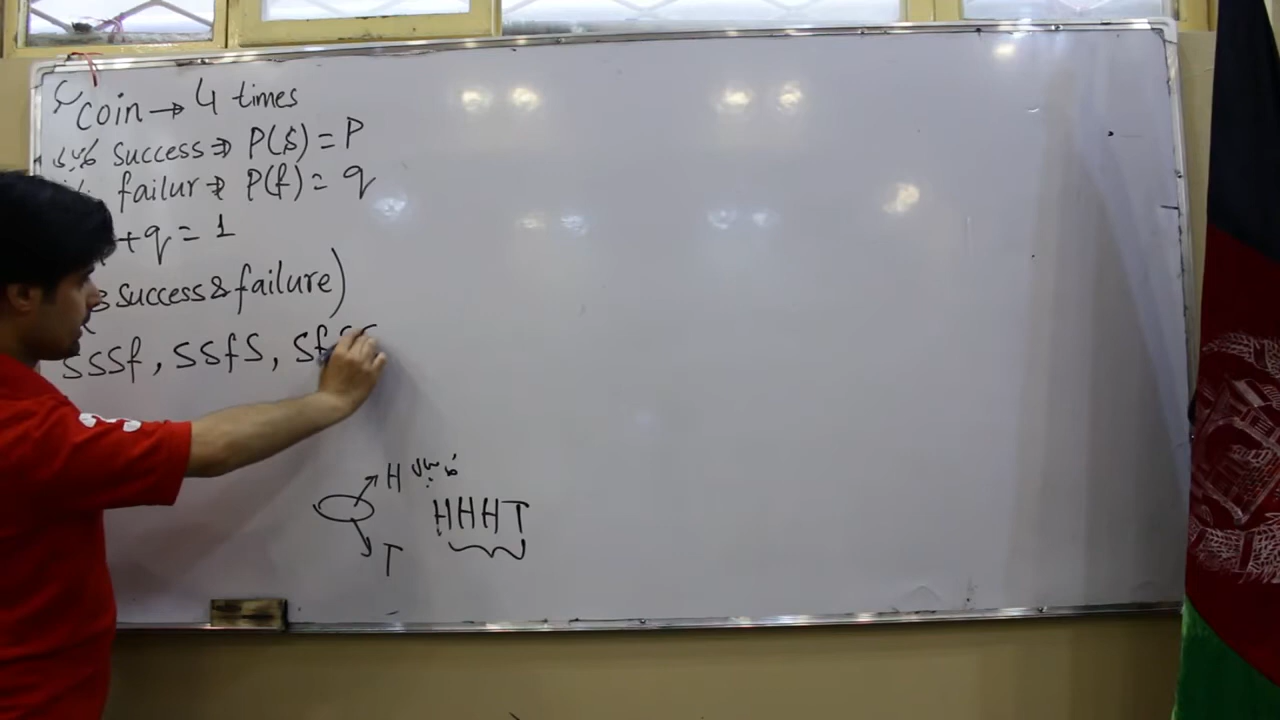 coin → 4 times
success ⇒ P(s) = P
failur ⇒ P(f) = q
+q = 1
success & failure)
SSSf, SSfS, Sf
H
HHHT
T